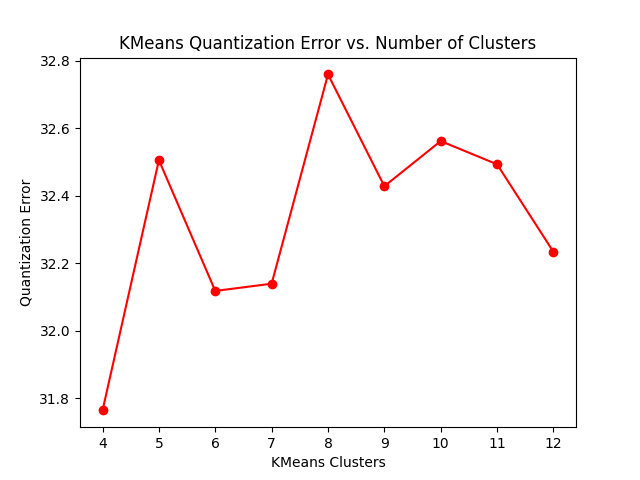 KMeans Quantization Error vs. Number of Clusters
32.8
32.6
32.4
32.2
32.0
31.8
Quantization Error
4 5 6 7 8 9 10 11 12
KMeans Clusters